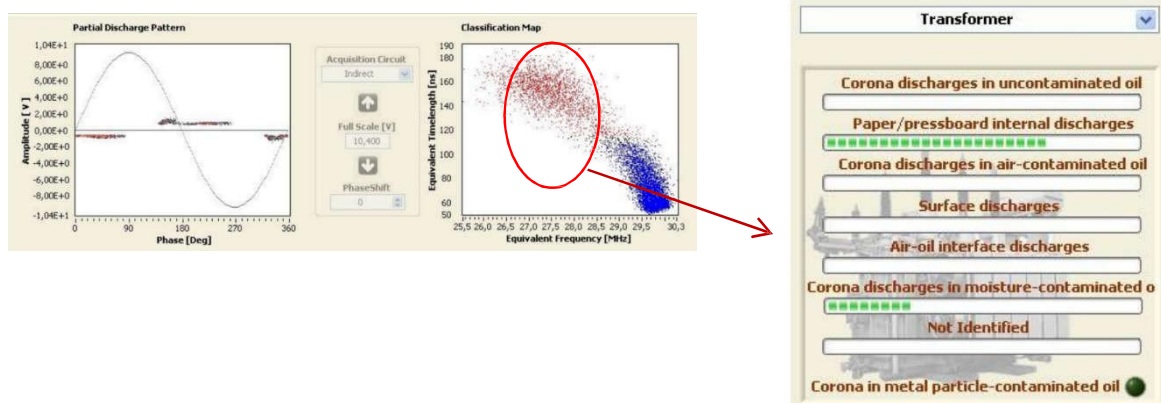 Partial Discharge Pattern
1,04E+1
8,00E+0
6,00E+0
4,00E+0
2,00E+0
0,00E+0
-2,00E+0
-4,00E+0
-6,00E+0
-8,00E+0
-1,04E+1
Amplitude [V]
0 90 180 270 360
Phase [Deg]
Acquisition Circuit
Indirect
Full Scale [V]
10,400
PhaseShift
0
Classification Map
190
180
160
140
120
100
80
60
50
Equivalent Timelength [ns]
25,5 26,0 26,5 27,0 27,5 28,0 28,5 29,0 29,5 30,3
Equivalent Frequency [MHz]
Transformer
Corona discharges in uncontaminated oil
Paper/pressboard internal discharges
Corona discharges in air-contaminated oil
Surface discharges
Air-oil interface discharges
Corona discharges in moisture-contaminated o
Not Identified
Corona in metal particle-contaminated oil